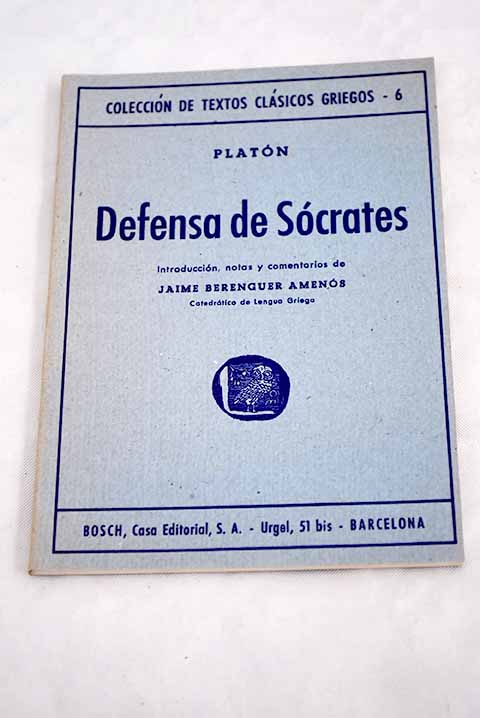 COLECCIÓN DE TEXTOS CLÁSICOS GRIEGOS - 6
PLATÓN
Defensa de Sócrates
Introducción, notas y comentarios de
JAIME BERENGUER AMENÓS
Catedrático de Lengua Griega
BOSCH, Casa Editorial, S. A. - Urgel, 51 bis - BARCELONA